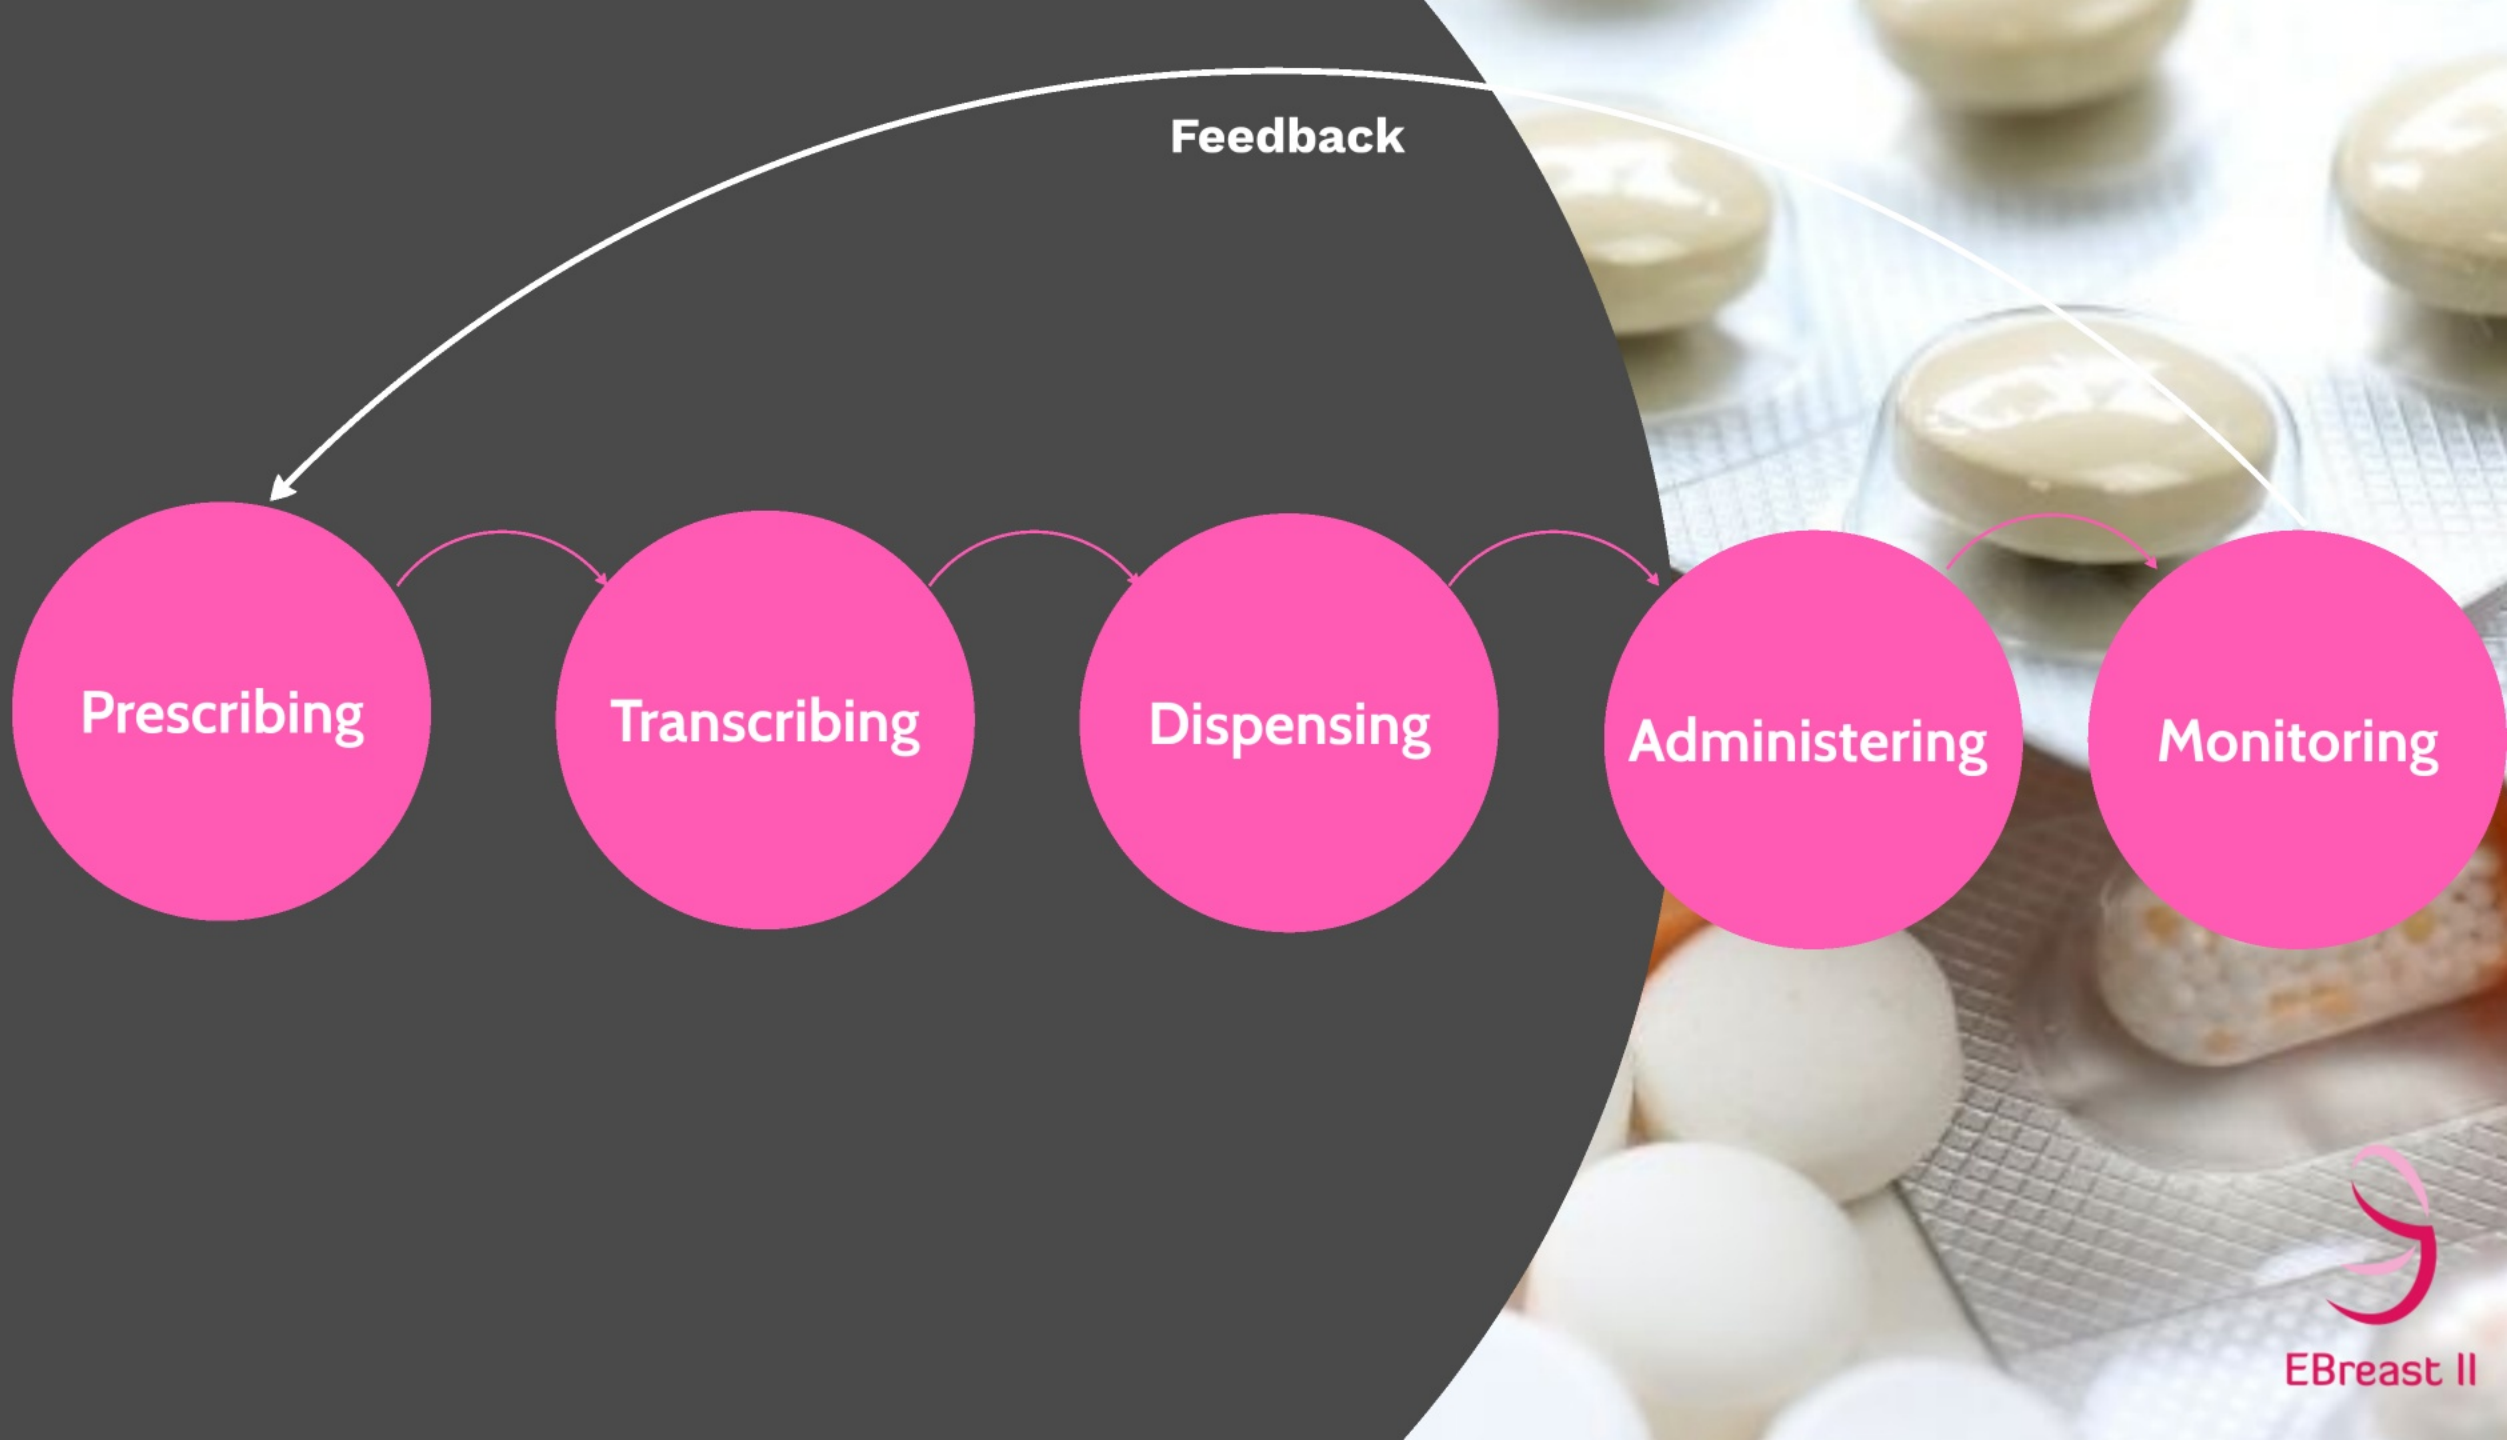 Feedback
Prescribing
Transcribing
Dispensing
Administering
Monitoring
EBreast II